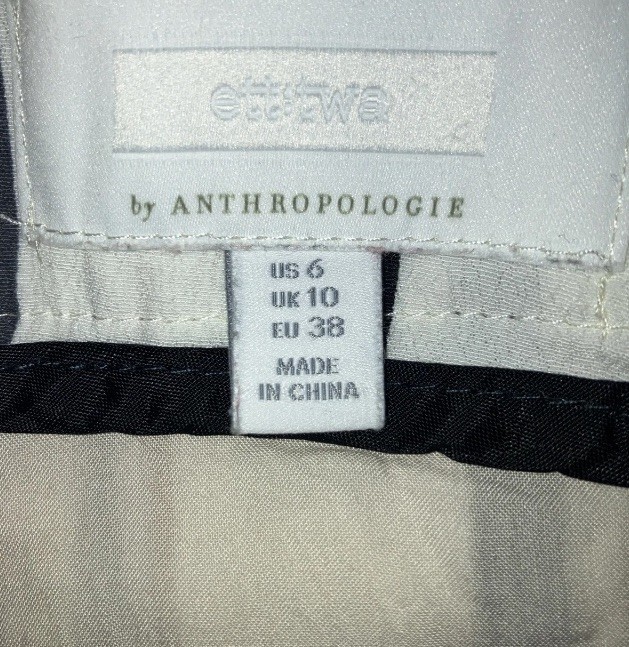 ett:twa
by ANTHROPOLOGIE
US 6
UK 10
EU 38
MADE
IN CHINA